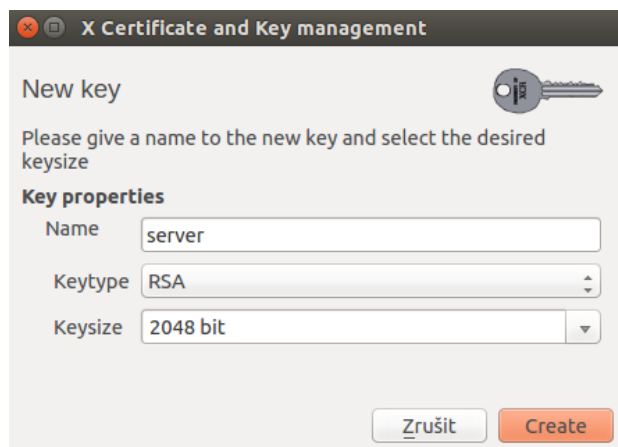 X Certificate and Key management
New key
Please give a name to the new key and select the desired
keysize
Key properties
Name server
Keytype RSA
Keysize 2048 bit
Zrušit Create